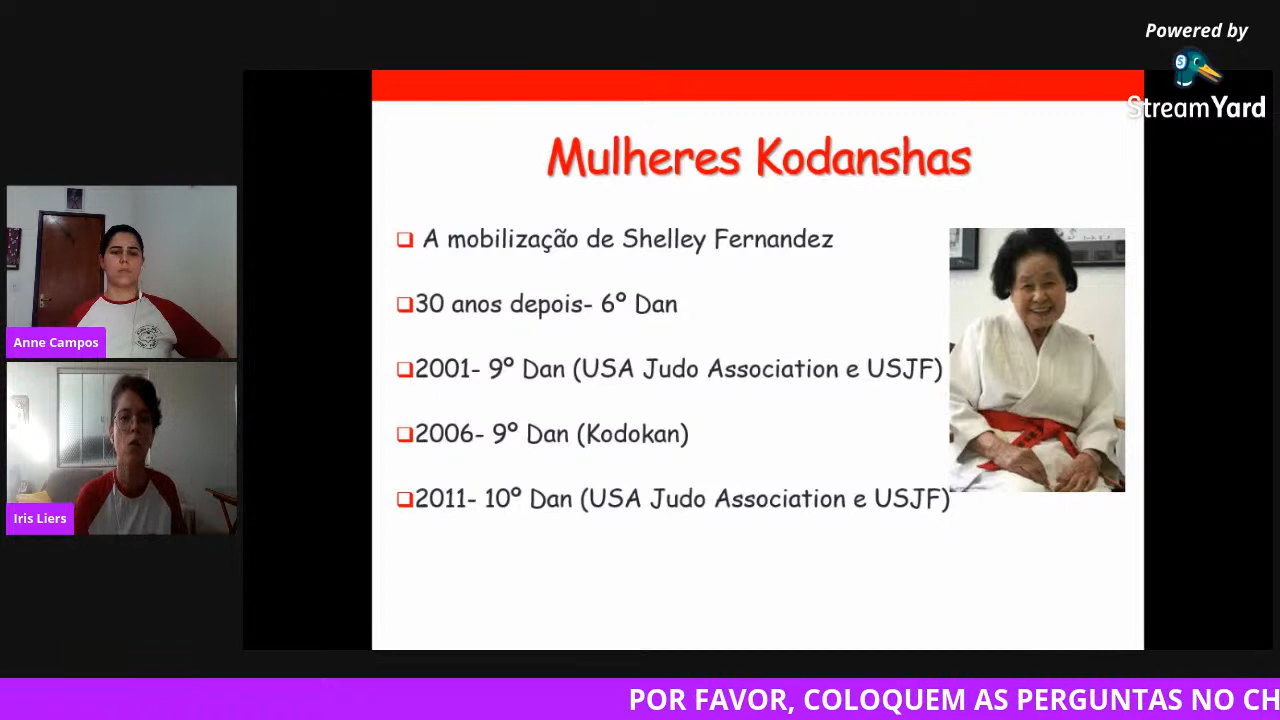 Powered by
StreamYard
Mulheres Kodanshas
A mobilização de Shelley Fernandez
30 anos depois- 6º Dan
2001- 9º Dan (USA Judo Association e USJF)
2006- 9º Dan (Kodokan)
2011- 10º Dan (USA Judo Association e USJF)
Anne Campos
Iris Liers
POR FAVOR, COLOQUEM AS PERGUNTAS NO CH